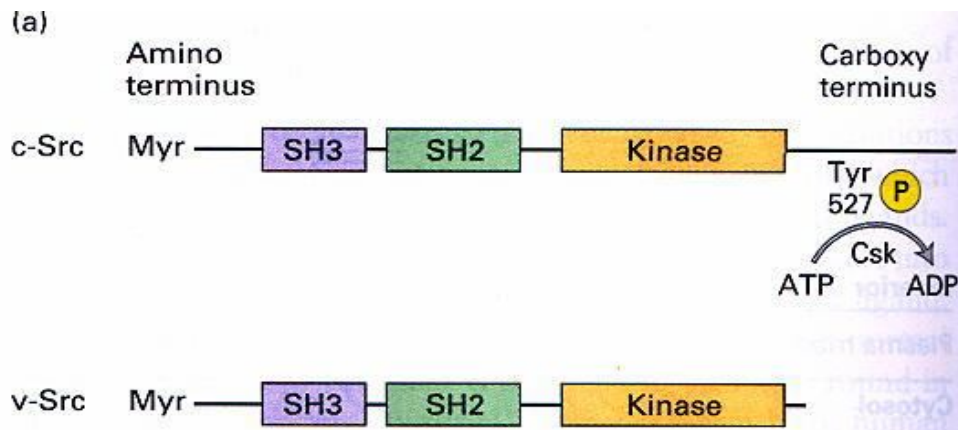 (a)
Amino
terminus
Carboxy
terminus
c-Src Myr SH3 SH2 Kinase
Tyr
527 P
Csk
ATP ADP
v-Src Myr SH3 SH2 Kinase